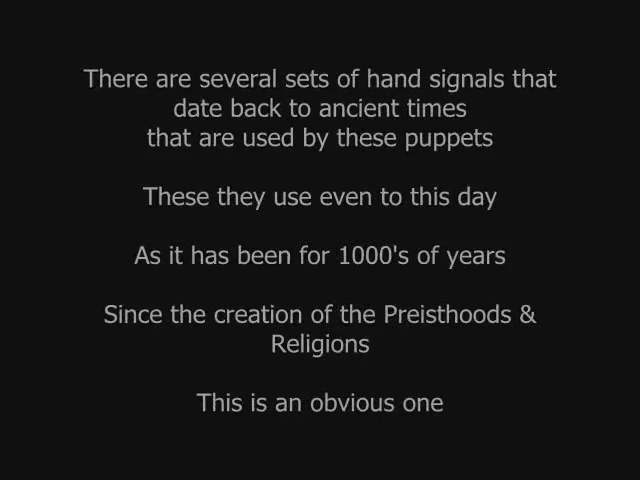 There are several sets of hand signals that
date back to ancient times
that are used by these puppets
These they use even to this day
As it has been for 1000's of years
Since the creation of the Preisthoods &
Religions
This is an obvious one